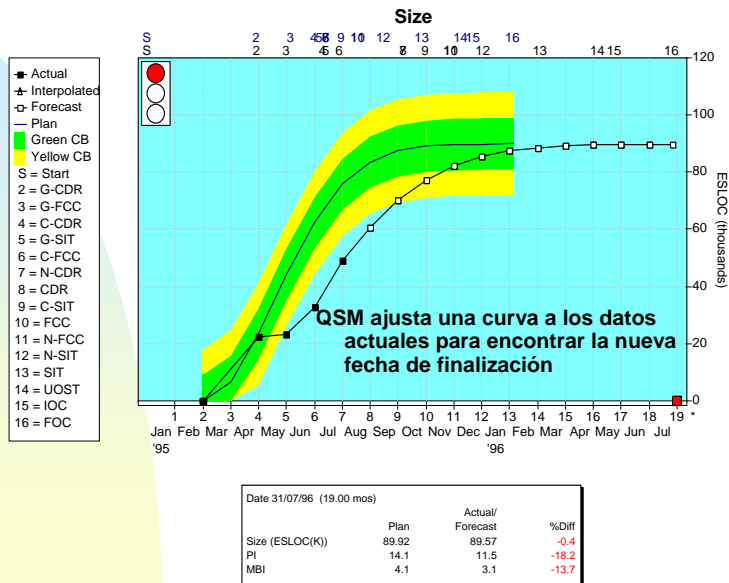 Size
S 2 3 4 5 6 7 8 9 10 11 12 13 14 15 16
S 2 3 4 5 6 7 8 9 10 11 12 13 14 15 16
Actual
Interpolated
Forecast
Plan
Green CB
Yellow CB
S = Start
2 = G-CDR
3 = G-FCC
4 = C-CDR
5 = G-SIT
6 = C-FCC
7 = N-CDR
8 = CDR
9 = C-SIT
10 = FCC
11 = N-FCC
12 = N-SIT
13 = SIT
14 = UOST
15 = IOC
16 = FOC
120
100
80
60
40
20
0
ESLOC (thousands)
QSM ajusta una curva a los datos
actuales para encontrar la nueva
fecha de finalización
1 2 3 4 5 6 7 8 9 10 11 12 13 14 15 16 17 18 19 *
Jan Feb Mar Apr May Jun Jul Aug Sep Oct Nov Dec Jan Feb Mar Apr May Jun Jul
'95 '96
Date 31/07/96 (19.00 mos)
Actual/
Plan Forecast %Diff
Size (ESLOC(K)) 89.92 89.57 -0.4
PI 14.1 11.5 -18.2
MBI 4.1 3.1 -13.7